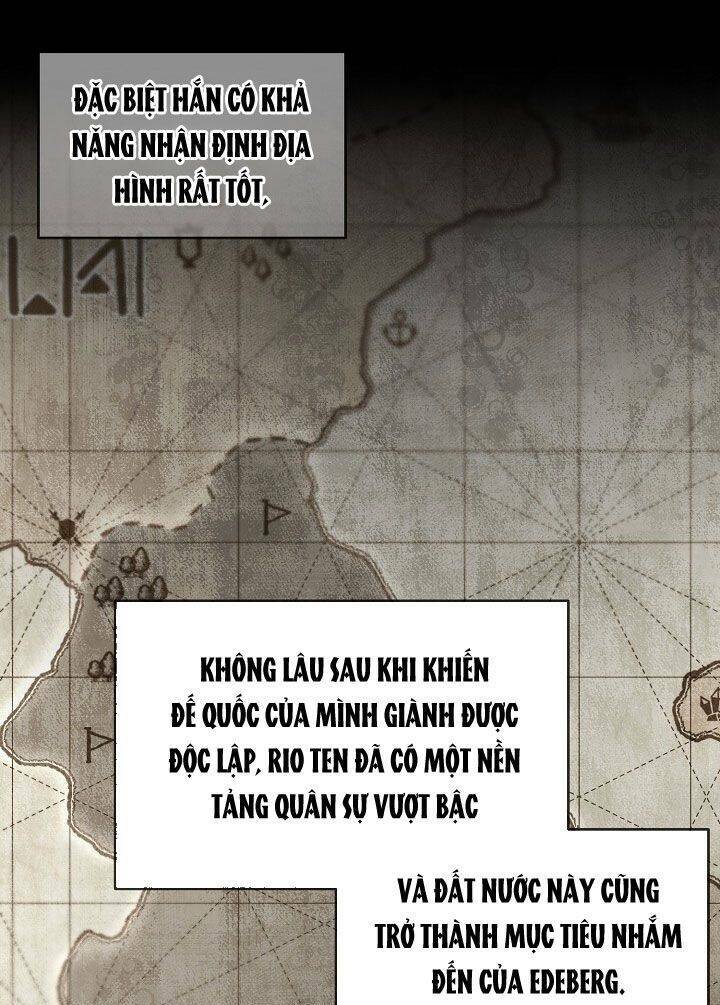 ĐẶC BIỆT HẮN CÓ KHẢ
NĂNG NHẬN ĐỊNH ĐỊA
HÌNH RẤT TỐT,
KHÔNG LÂU SAU KHI KHIẾN
ĐẾ QUỐC CỦA MÌNH GIÀNH ĐƯỢC
ĐỘC LẬP, RIO TEN ĐÃ CÓ MỘT NỀN
TẢNG QUÂN SỰ VƯỢT BẬC
VÀ ĐẤT NƯỚC NÀY CŨNG
TRỞ THÀNH MỤC TIÊU NHẮM
ĐẾN CỦA EDEBERG.